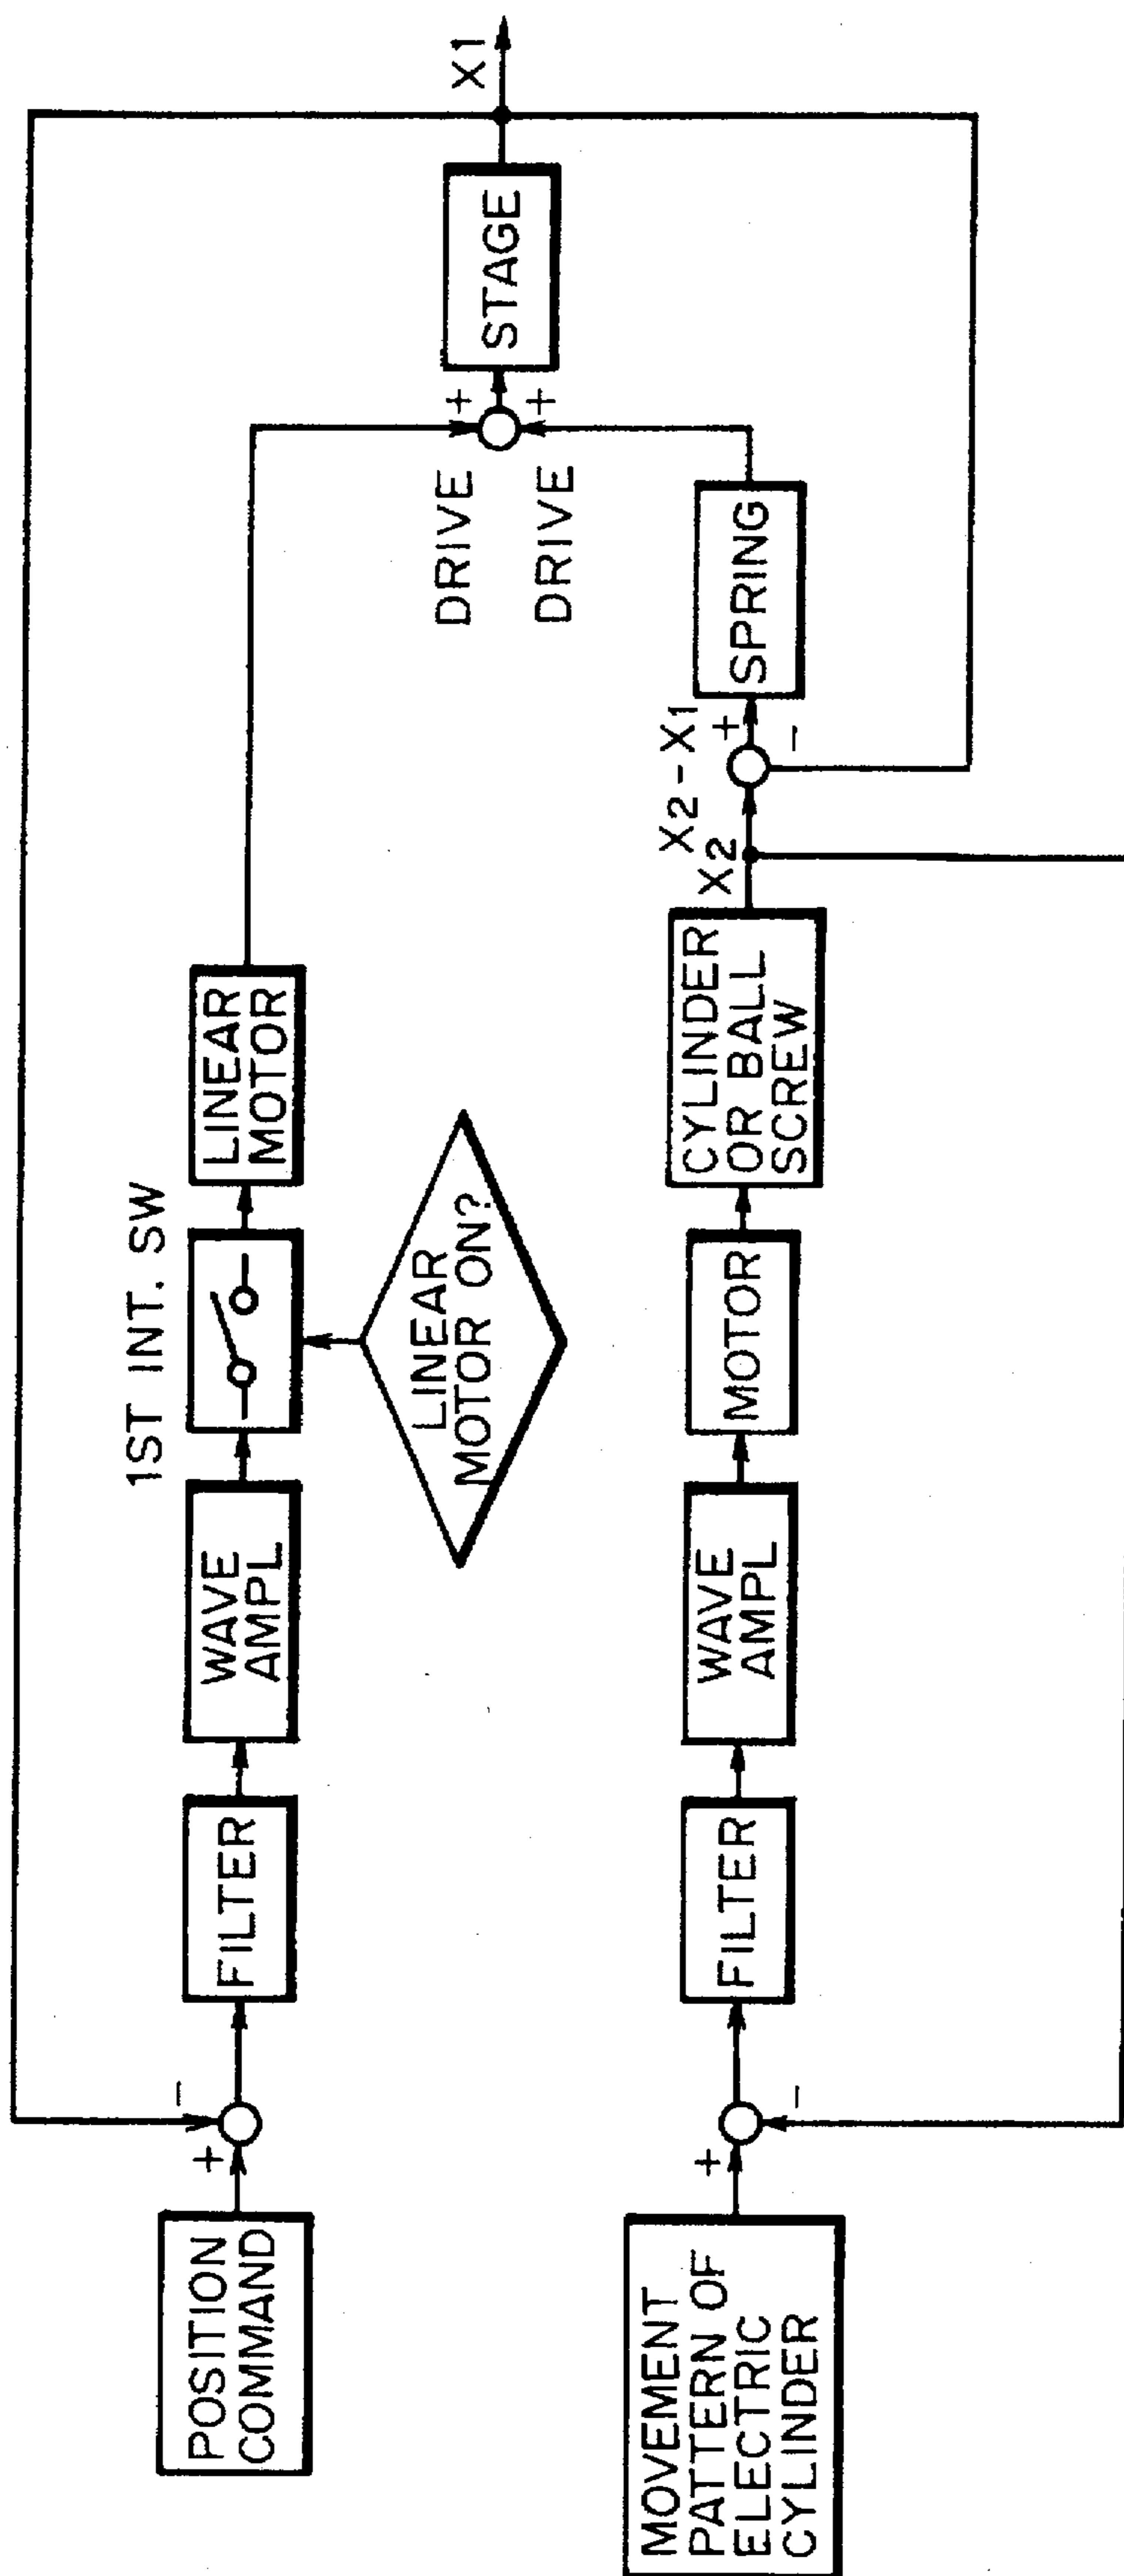 POSITION
COMMAND
+
-
FILTER
WAVE
AMPL
1ST INT. SW
LINEAR
MOTOR ON?
LINEAR
MOTOR
DRIVE
+
STAGE
X1
DRIVE
+
MOVEMENT
PATTERN OF
ELECTRIC
CYLINDER
+
-
FILTER
WAVE
AMPL
MOTOR
CYLINDER
OR BALL
SCREW
X2
X2-X1
+
-
SPRING